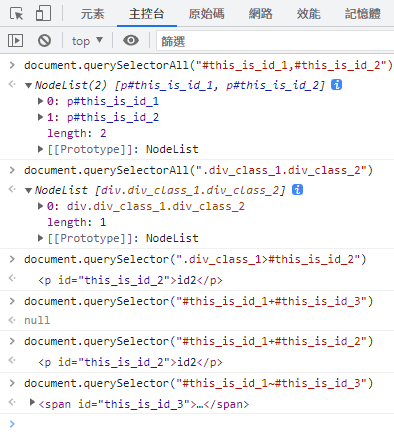 元素 主控台 原始碼 網路 效能 記憶體
top 篩選
document.querySelectorAll("#this_is_id_1,#this_is_id_2")
NodeList(2) [p#this_is_id_1, p#this_is_id_2]
0: p#this_is_id_1
1: p#this_is_id_2
length: 2
[[Prototype]]: NodeList
document.querySelectorAll(".div_class_1.div_class_2")
NodeList [div.div_class_1.div_class_2]
0: div.div_class_1.div_class_2
length: 1
[[Prototype]]: NodeList
document.querySelector(".div_class_1>#this_is_id_2")
<p id="this_is_id_2">id2</p>
document.querySelector("#this_is_id_1+#this_is_id_3")
null
document.querySelector("#this_is_id_1+#this_is_id_2")
<p id="this_is_id_2">id2</p>
document.querySelector("#this_is_id_1~#this_is_id_3")
<span id="this_is_id_3">…</span>